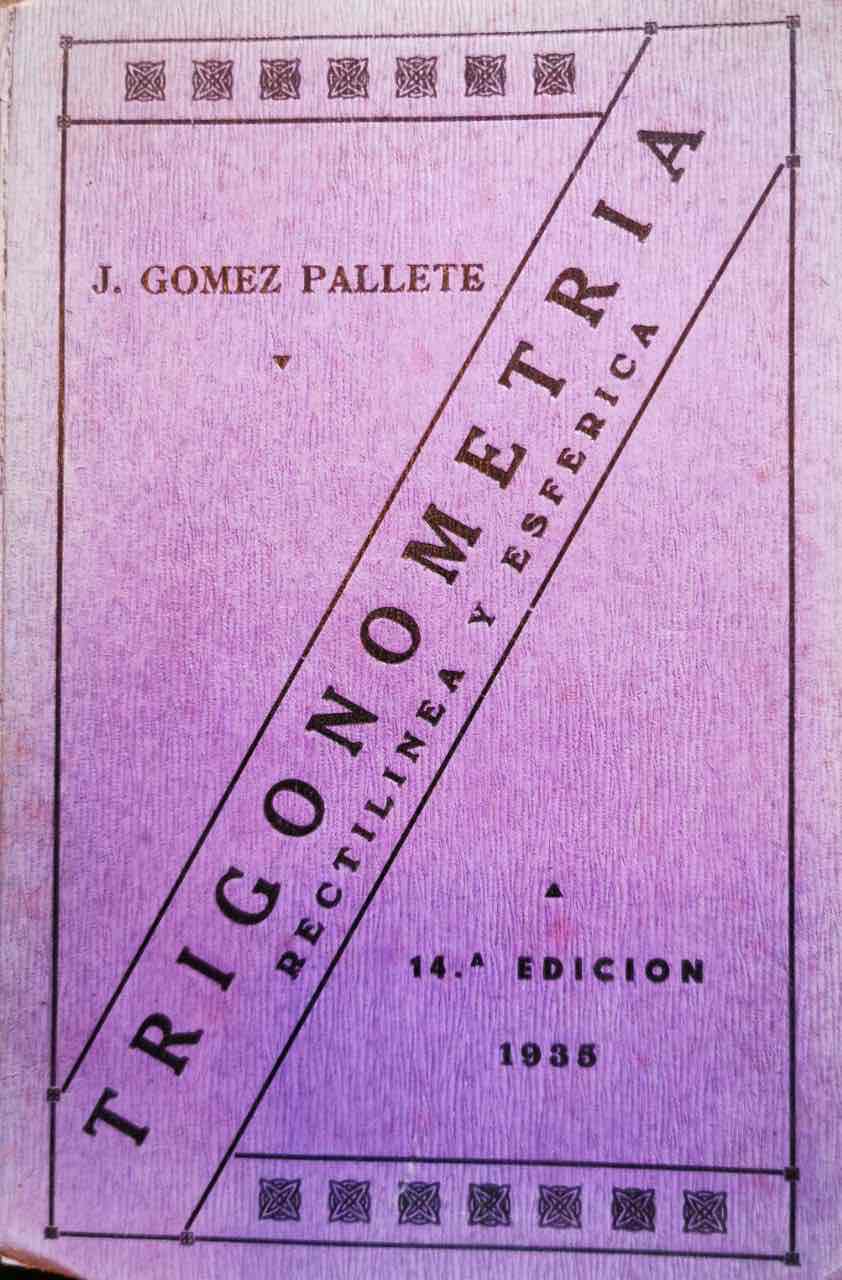 J. GOMEZ PALLETE
TRIGONOMETRIA
RECTILINEA Y ESFERICA
14.ᴬ EDICION
1935